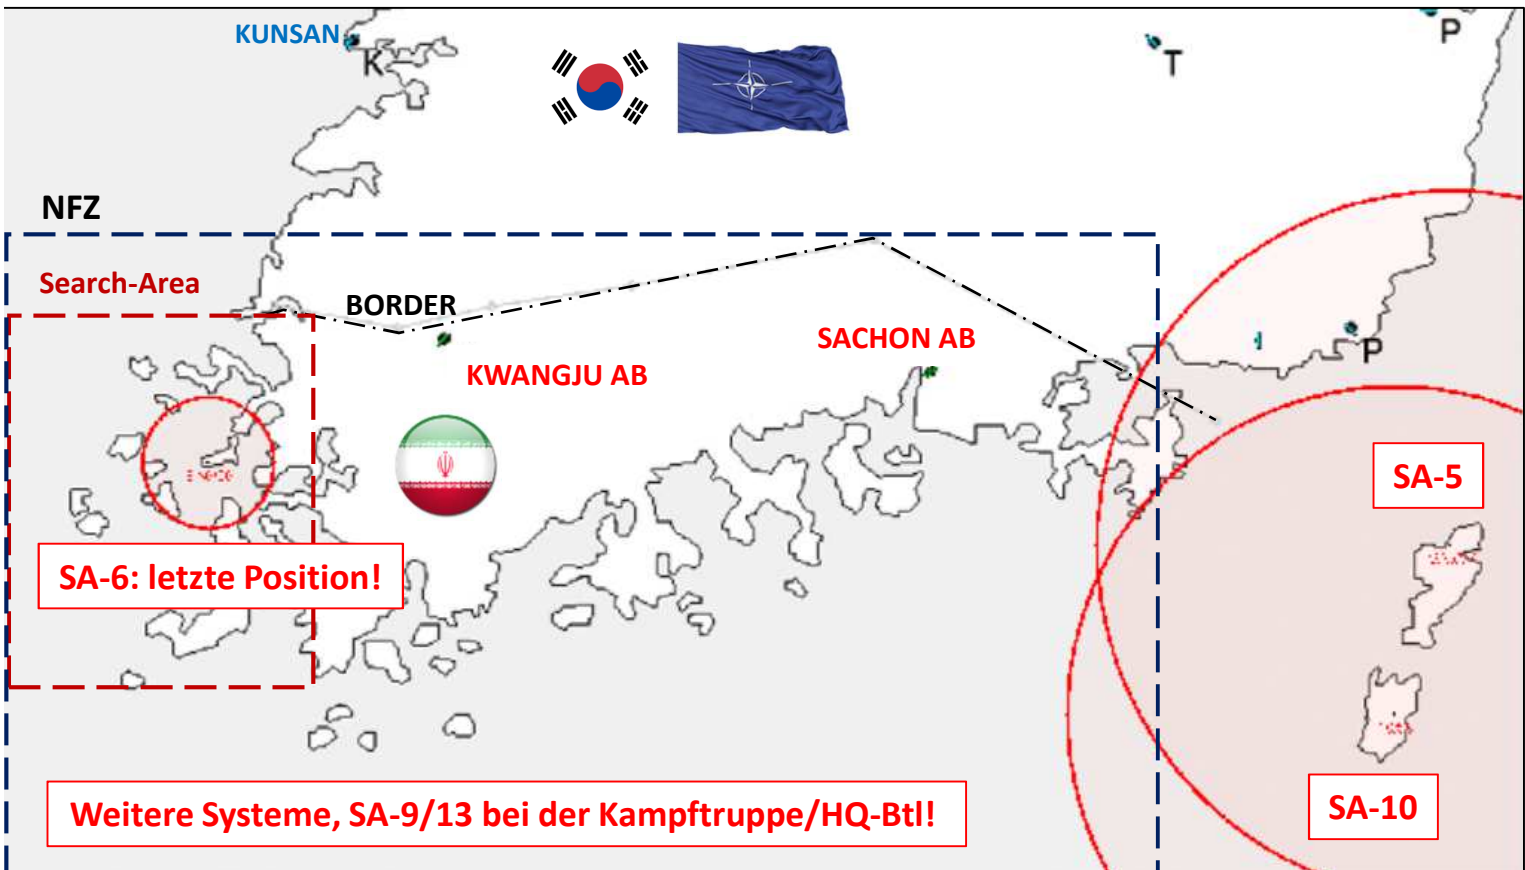 KUNSAN
K
T
P
NFZ
Search-Area
BORDER
KWANGJU AB
SACHON AB
P
SA-5
SA-6: letzte Position!
SA-10
Weitere Systeme, SA-9/13 bei der Kampftruppe/HQ-Btl!